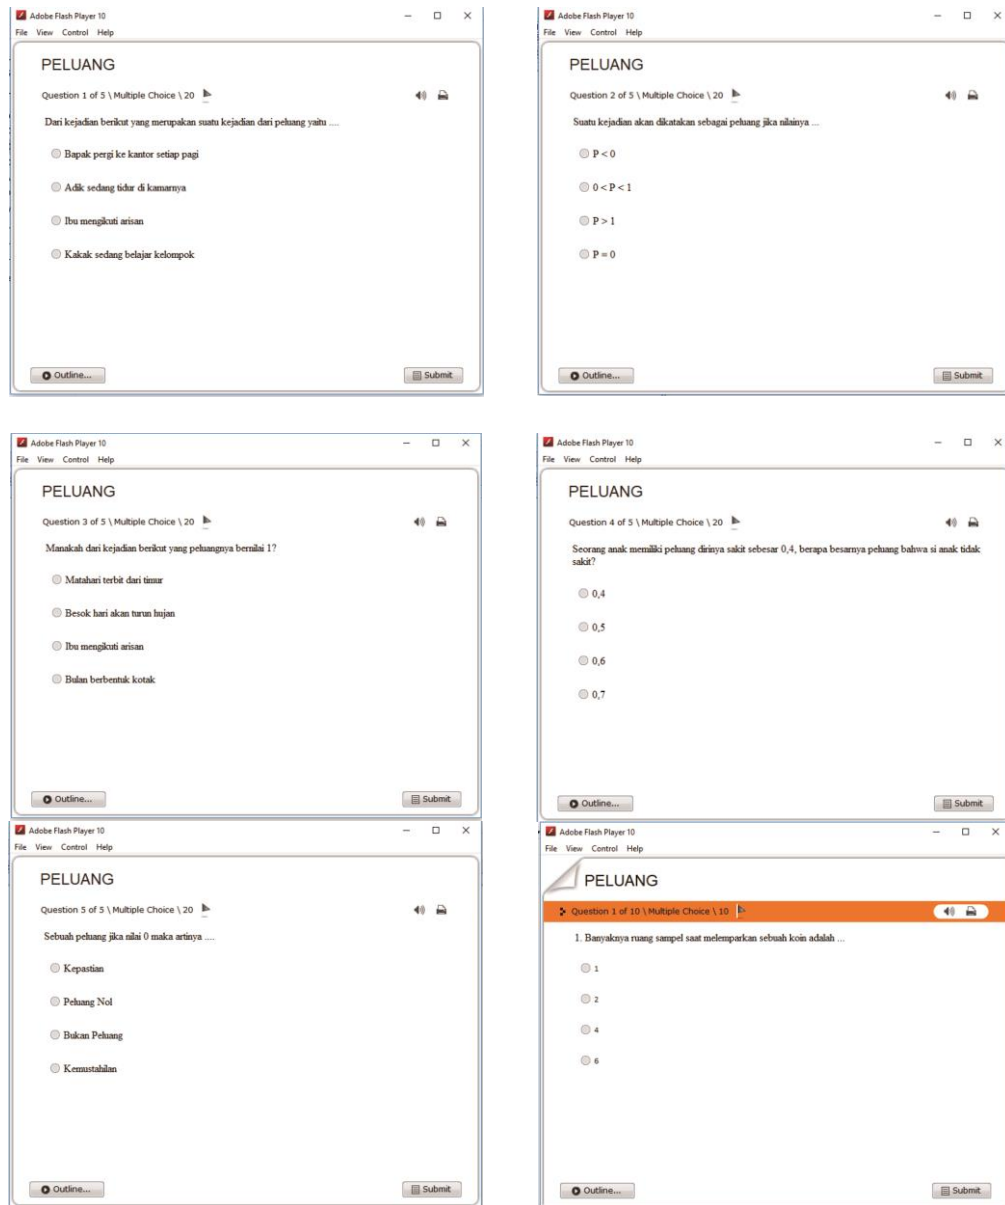 Adobe Flash Player 10
File View Control Help
PELUANG
Question 1 of 5 \ Multiple Choice \ 20
Dari kejadian berikut yang merupakan suatu kejadian dari peluang yaitu ....
Bapak pergi ke kantor setiap pagi
Adik sedang tidur di kamarnya
Ibu mengikuti arisan
Kakak sedang belajar kelompok
Outline...
Submit
Adobe Flash Player 10
File View Control Help
PELUANG
Question 2 of 5 \ Multiple Choice \ 20
Suatu kejadian akan dikatakan sebagai peluang jika nilainya ...
P < 0
0 < P < 1
P > 1
P = 0
Outline...
Submit
Adobe Flash Player 10
File View Control Help
PELUANG
Question 3 of 5 \ Multiple Choice \ 20
Manakah dari kejadian berikut yang peluangnya bernilai 1?
Matahari terbit dari timur
Besok hari akan turun hujan
Ibu mengikuti arisan
Bulan berbentuk kotak
Outline...
Submit
Adobe Flash Player 10
File View Control Help
PELUANG
Question 4 of 5 \ Multiple Choice \ 20
Seorang anak memiliki peluang dirinya sakit sebesar 0,4, berapa besarnya peluang bahwa si anak tidak
sakit?
0,4
0,5
0,6
0,7
Outline...
Submit
Adobe Flash Player 10
File View Control Help
PELUANG
Question 5 of 5 \ Multiple Choice \ 20
Sebuah peluang jika nilai 0 maka artinya ....
Kepastian
Peluang Nol
Bukan Peluang
Kemustahilan
Outline...
Submit
Adobe Flash Player 10
File View Control Help
PELUANG
Question 1 of 10 \ Multiple Choice \ 10
1. Banyaknya ruang sampel saat melemparkan sebuah koin adalah ...
1
2
4
6
Outline...
Submit